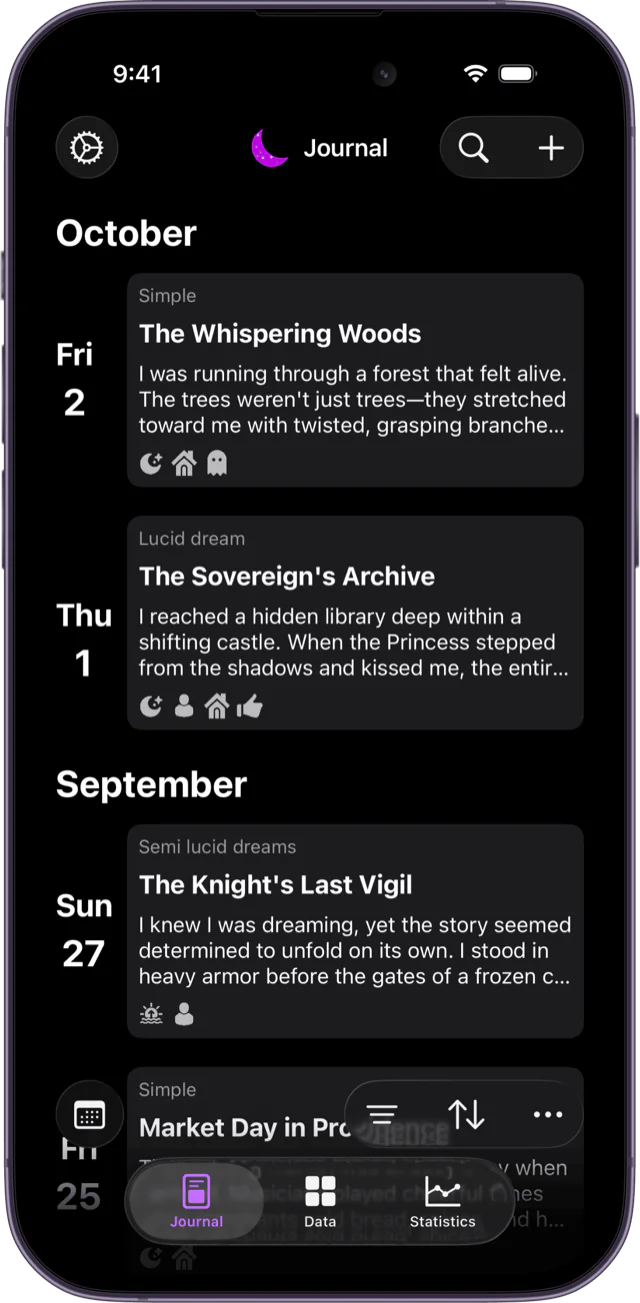 9:41
Journal
October
Fri
2
Simple
The Whispering Woods
I was running through a forest that felt alive.
The trees weren't just trees—they stretched
toward me with twisted, grasping branche...
Thu
1
Lucid dream
The Sovereign's Archive
I reached a hidden library deep within a
shifting castle. When the Princess stepped
from the shadows and kissed me, the entir...
September
Sun
27
Semi lucid dreams
The Knight's Last Vigil
I knew I was dreaming, yet the story seemed
determined to unfold on its own. I stood in
heavy armor before the gates of a frozen c...
Fri
25
Simple
Market Day in
when
Journal
Data
Statistics